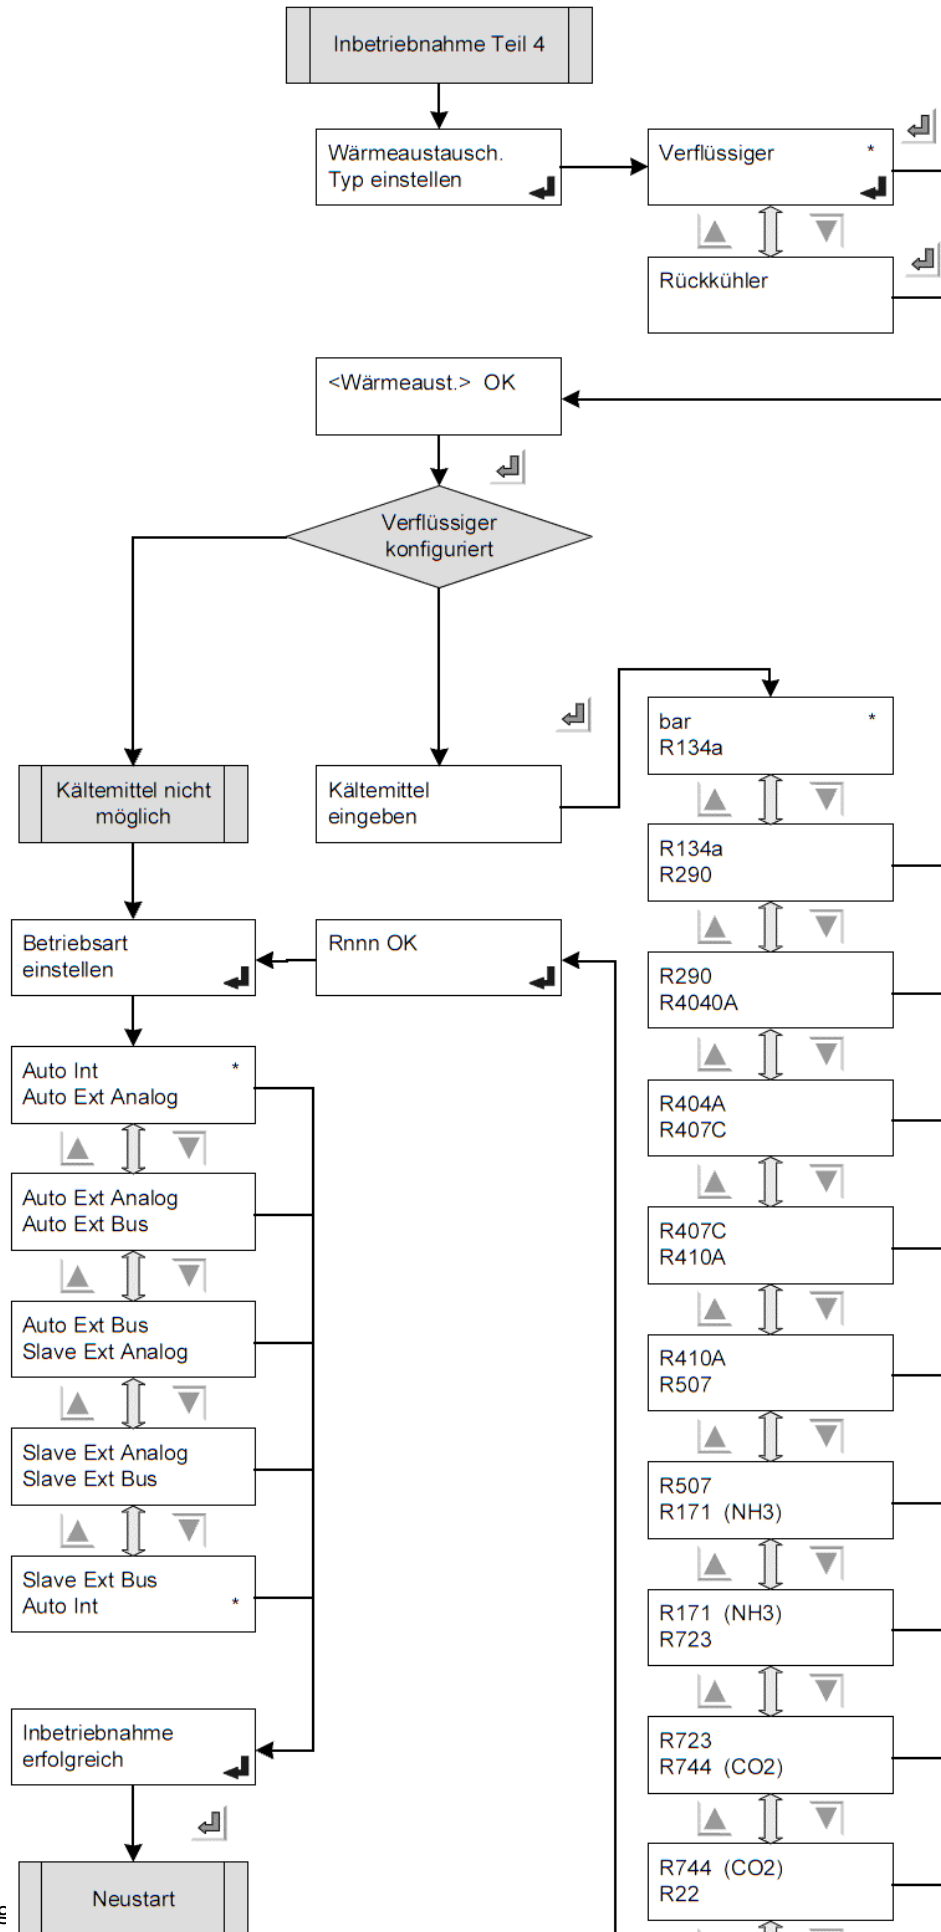 Inbetriebnahme Teil 4
Wärmeaustausch.
Typ einstellen
Verflüssiger *
Rückkühler
<Wärmeaust.> OK
Verflüssiger
konfiguriert
Kältemittel nicht
möglich
Kältemittel
eingeben
bar *
R134a
R134a
R290
R290
R4040A
R404A
R407C
R407C
R410A
R410A
R507
R507
R171 (NH3)
R171 (NH3)
R723
R723
R744 (CO2)
R744 (CO2)
R22
Rnnn OK
Betriebsart
einstellen
Auto Int *
Auto Ext Analog
Auto Ext Analog
Auto Ext Bus
Auto Ext Bus
Slave Ext Analog
Slave Ext Analog
Slave Ext Bus
Slave Ext Bus
Auto Int *
Inbetriebnahme
erfolgreich
Neustart